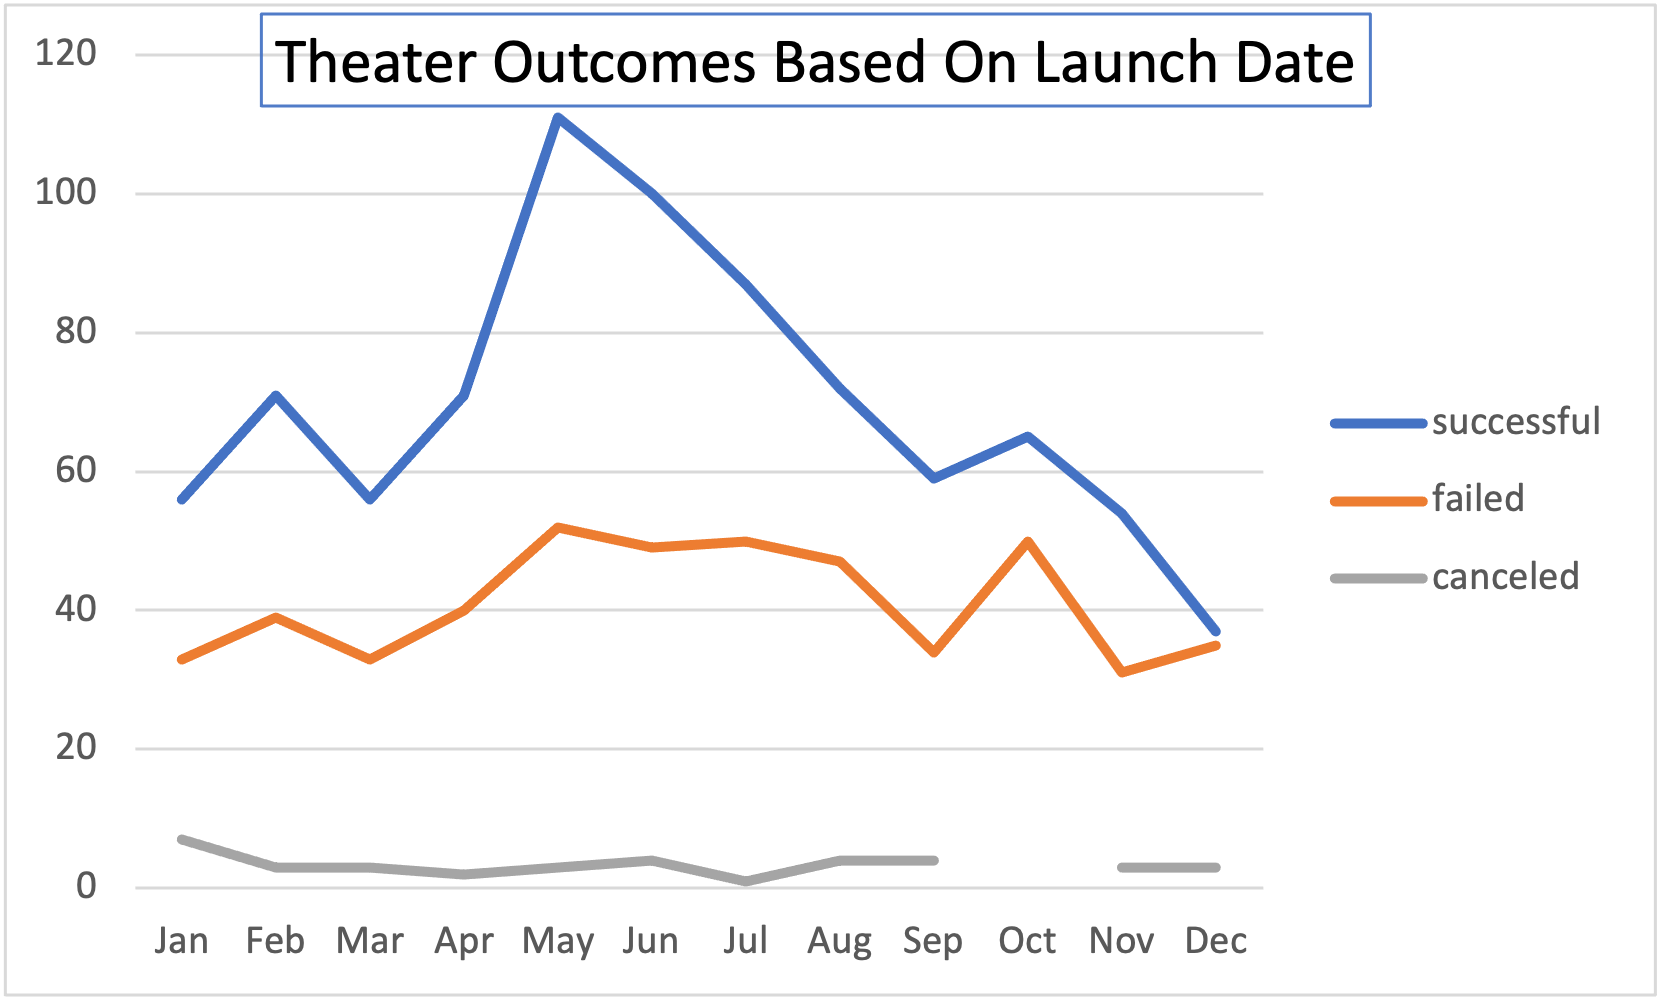 Theater Outcomes Based On Launch Date
120
100
80
60
40
20
0
Jan Feb Mar Apr May Jun Jul Aug Sep Oct Nov Dec
successful
failed
canceled